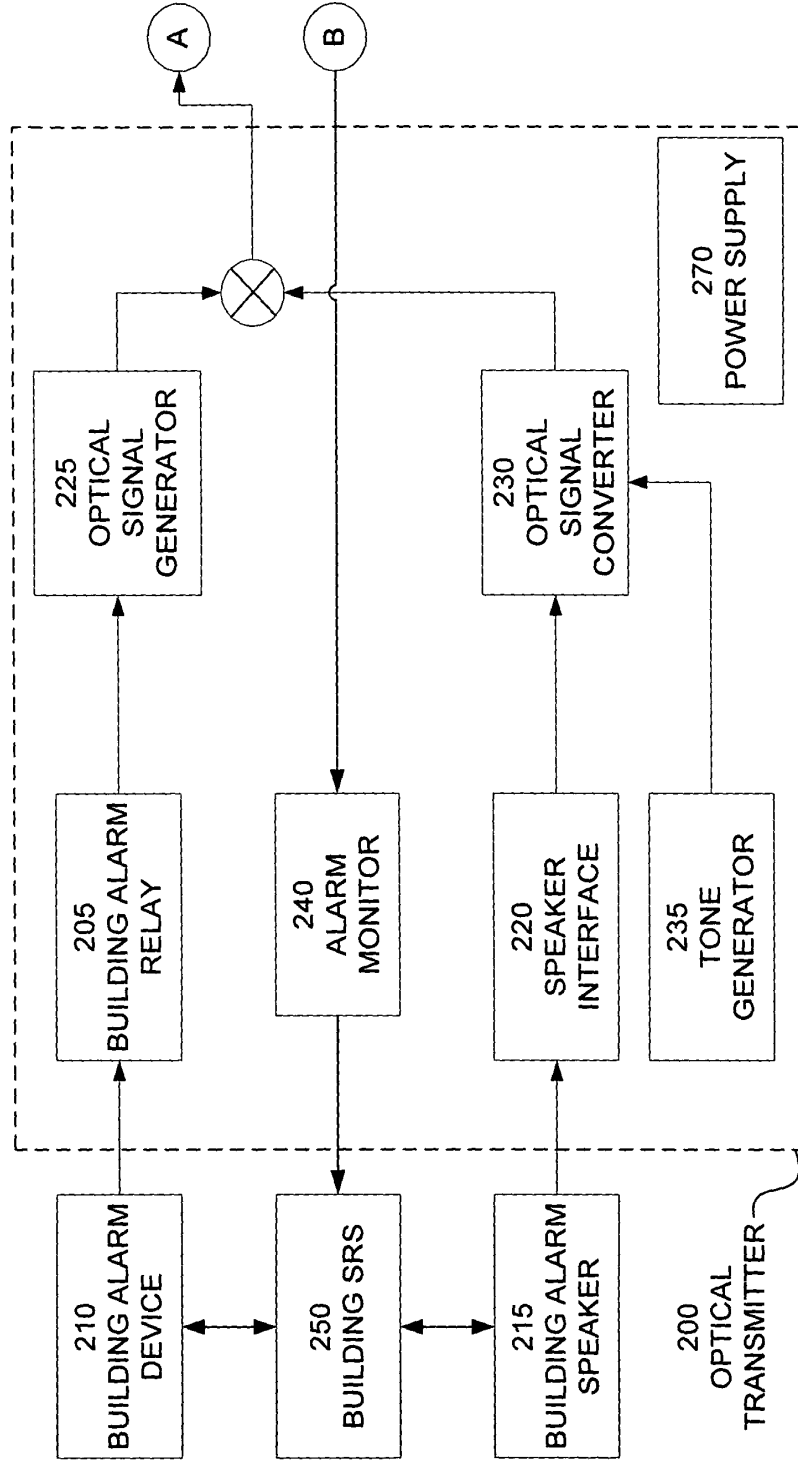 210
BUILDING ALARM
DEVICE
205
BUILDING ALARM
RELAY
225
OPTICAL
SIGNAL
GENERATOR
A
250
BUILDING SRS
240
ALARM
MONITOR
B
215
BUILDING ALARM
SPEAKER
220
SPEAKER
INTERFACE
230
OPTICAL
SIGNAL
CONVERTER
235
TONE
GENERATOR
270
POWER SUPPLY
200
OPTICAL
TRANSMITTER